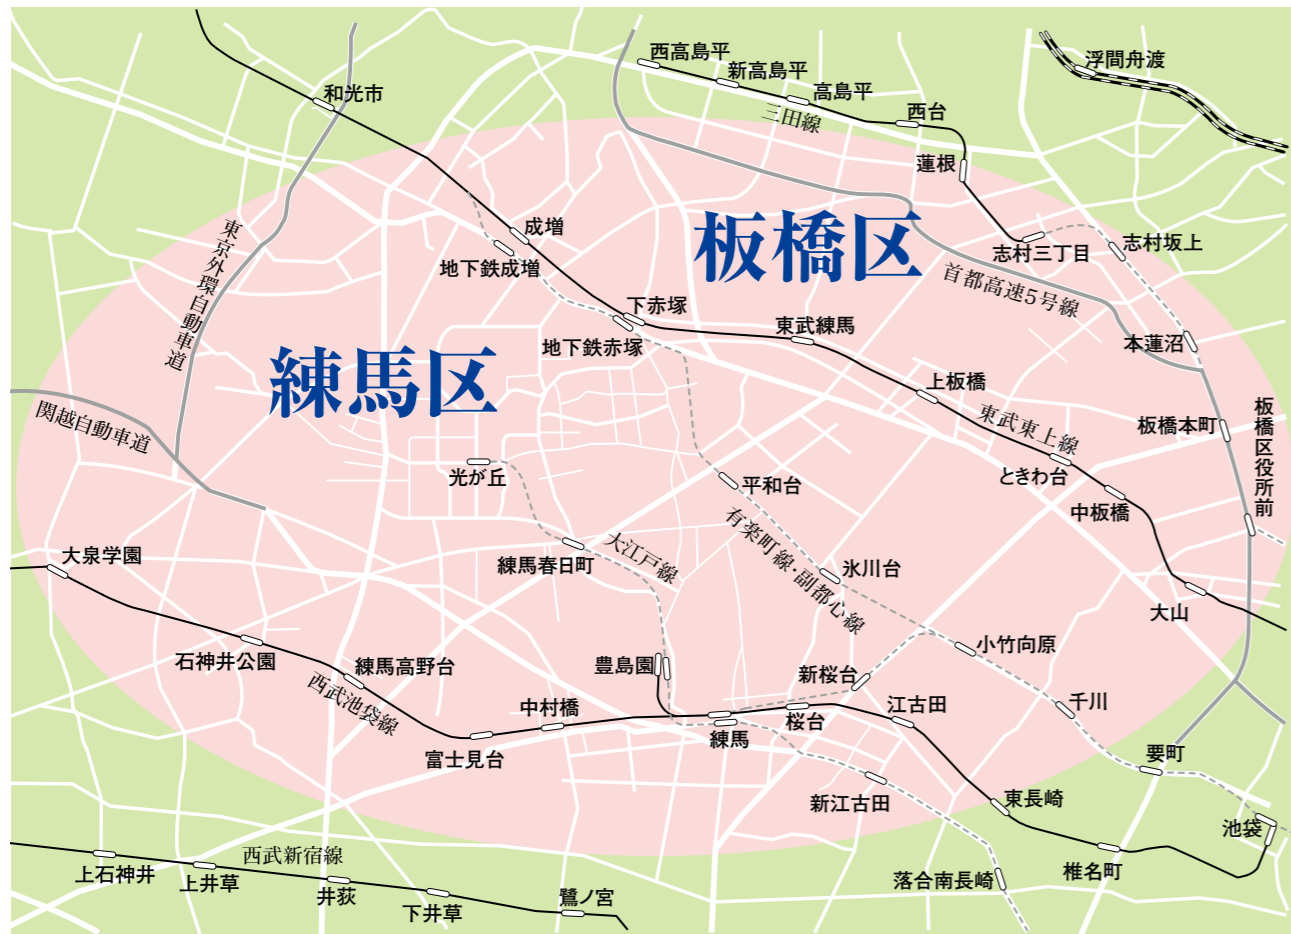 西高島平
新高島平
浮間舟渡
高島平
和光市
三田線
西台
蓮根
東京外環自動車道
成増
板橋区
志村三丁目
志村坂上
地下鉄成増
首都高速5号線
下赤塚
東武練馬
地下鉄赤塚
本蓮沼
練馬区
上板橋
関越自動車道
東武東上線
板橋本町
板橋区役所前
光が丘
平和台
ときわ台
中板橋
有楽町線・副都心線
大江戸線
大泉学園
練馬春日町
氷川台
大山
石神井公園
練馬高野台
豊島園
新桜台
小竹向原
西武池袋線
中村橋
桜台
江古田
千川
練馬
富士見台
要町
新江古田
東長崎
池袋
西武新宿線
上石神井
上井草
井荻
下井草
鷺ノ宮
落合南長崎
椎名町